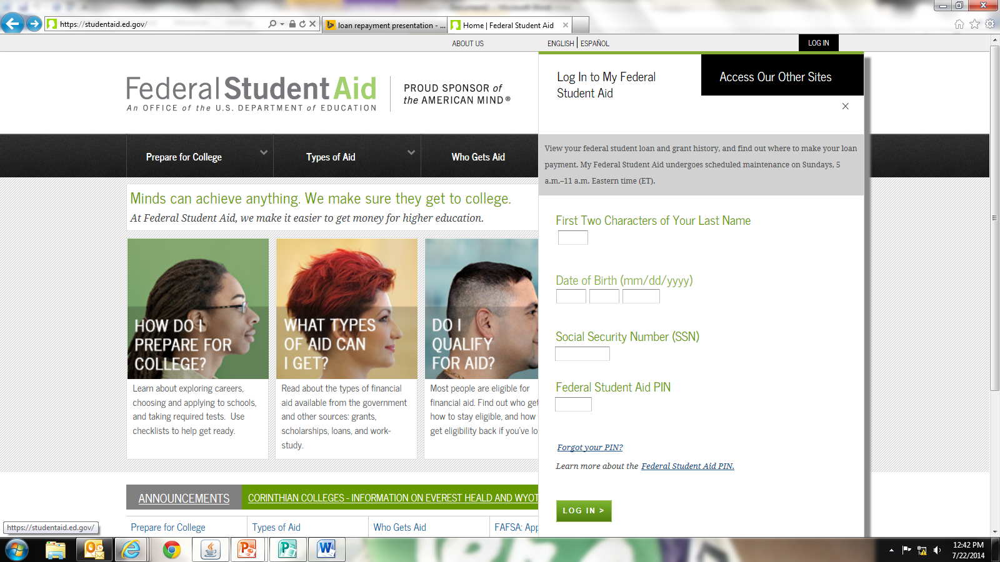 https://studentaid.ed.gov/
loan repayment presentation - ...
Home | Federal Student Aid
ABOUT US
ENGLISH
ESPAÑOL
LOG IN
Federal Student Aid
An OFFICE of the U.S. DEPARTMENT of EDUCATION
PROUD SPONSOR of
the AMERICAN MIND®
Log In to My Federal
Student Aid
Access Our Other Sites
Prepare for College
Types of Aid
Who Gets Aid
View your federal student loan and grant history, and find out where to make your loan
payment. My Federal Student Aid undergoes scheduled maintenance on Sundays, 5
a.m.–11 a.m. Eastern time (ET).
Minds can achieve anything. We make sure they get to college.
At Federal Student Aid, we make it easier to get money for higher education.
HOW DO I
PREPARE FOR
COLLEGE?
Learn about exploring careers,
choosing and applying to schools,
and taking required tests. Use
checklists to help get ready.
WHAT TYPES
OF AID CAN
I GET?
Read about the types of financial
aid available from the government
and other sources: grants,
scholarships, loans, and work-
study.
DO I
QUALIFY
FOR AID?
Most people are eligible for
financial aid. Find out who get
how to stay eligible, and how
get eligibility back if you've lo
First Two Characters of Your Last Name
Date of Birth (mm/dd/yyyy)
Social Security Number (SSN)
Federal Student Aid PIN
Forgot your PIN?
Learn more about the Federal Student Aid PIN.
LOG IN >
ANNOUNCEMENTS
CORINTHIAN COLLEGES - INFORMATION ON EVEREST HEALD AND WYOT
Prepare for College
Types of Aid
Who Gets Aid
FAFSA: App
https://studentaid.ed.gov/
12:42 PM
7/22/2014